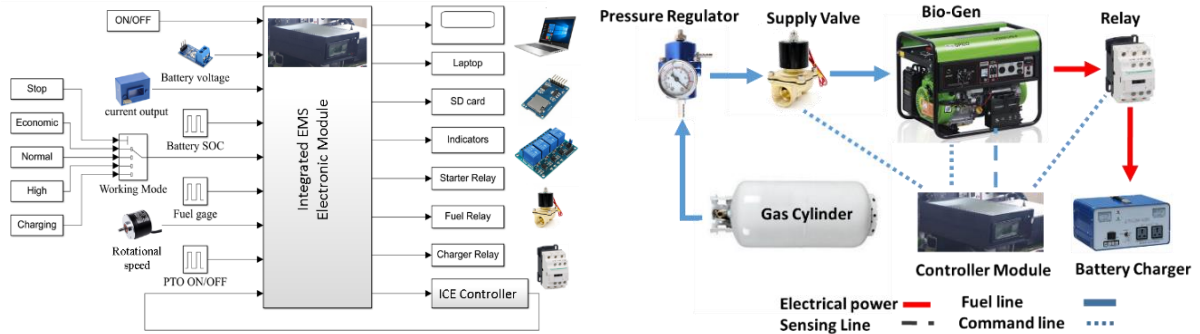 ON/OFF
Battery voltage
current output
Stop
Economic
Normal
High
Charging
Working Mode
Battery SOC
Fuel gage
Rotational
speed
PTO ON/OFF
Integrated EMS
Electronic Module
Laptop
SD card
Indicators
Starter Relay
Fuel Relay
Charger Relay
ICE Controller
Pressure Regulator
Supply Valve
Bio-Gen
Relay
Gas Cylinder
Controller Module
Battery Charger
Electrical power
Fuel line
Sensing Line
Command line